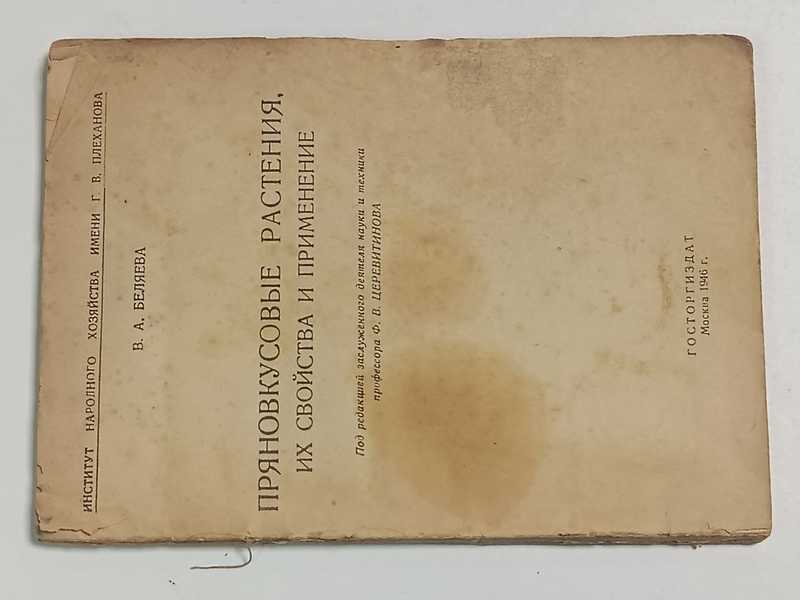 ИНСТИТУТ НАРОДНОГО ХОЗЯЙСТВА ИМЕНИ Г. В. ПЛЕХАНОВА
В. А. БЕЛЯЕВА
ПРЯНОВКУСОВЫЕ РАСТЕНИЯ,
ИХ СВОЙСТВА И ПРИМЕНЕНИЕ
Под редакцией заслуженного деятеля науки и техники
профессора Ф. В. ЦЕРЕВИТИНОВА
ГОСТОРГИЗДАТ
Москва 1946 г.